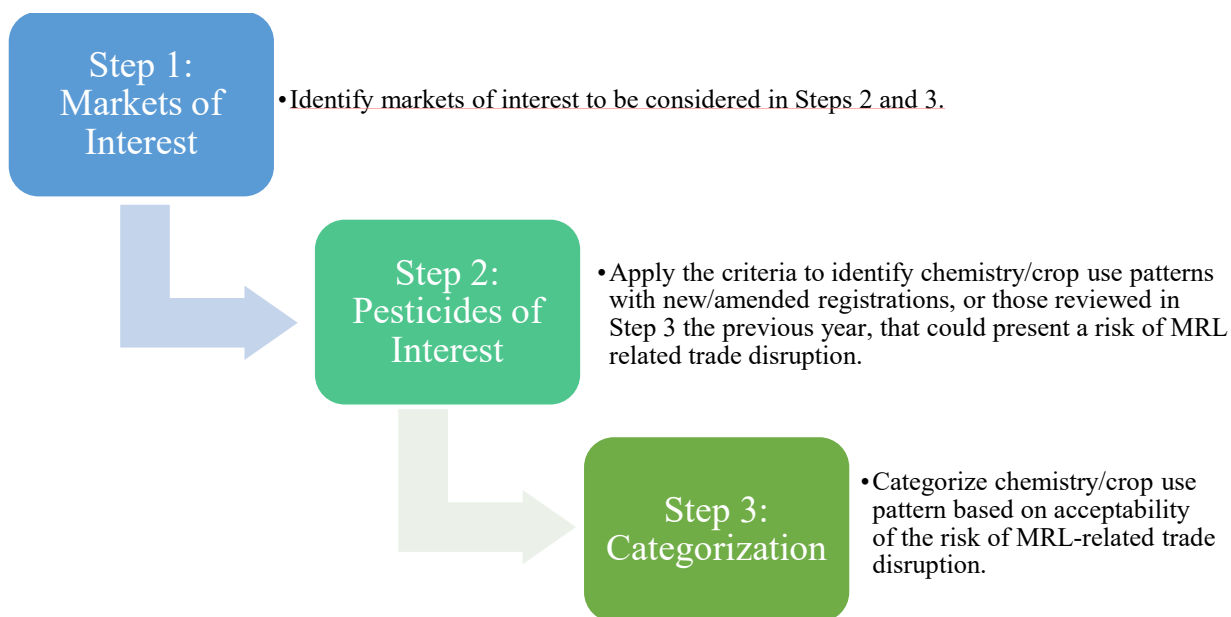 Step 1:
Markets of
Interest
•Identify markets of interest to be considered in Steps 2 and 3.
Step 2:
Pesticides of
Interest
•Apply the criteria to identify chemistry/crop use patterns
with new/amended registrations, or those reviewed in
Step 3 the previous year, that could present a risk of MRL
related trade disruption.
Step 3:
Categorization
•Categorize chemistry/crop use
pattern based on acceptability
of the risk of MRL-related trade
disruption.